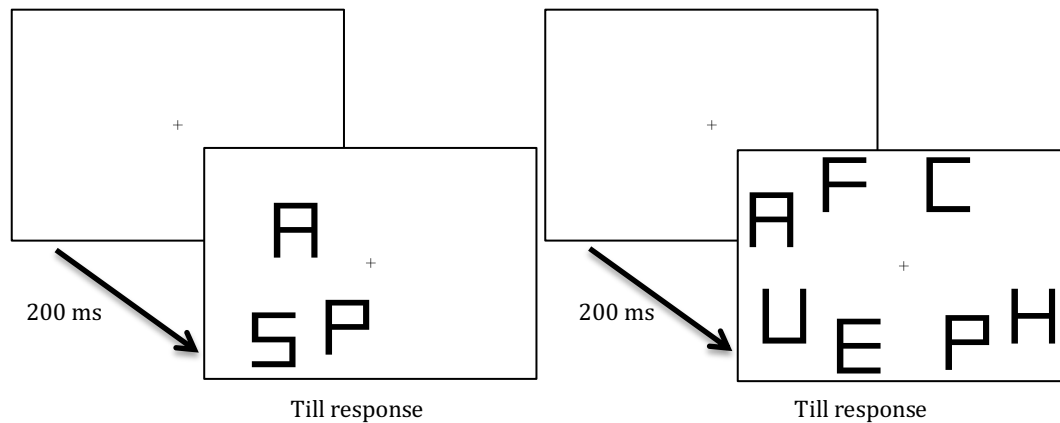 A
S P
200 ms
Till response
F C
A
U E P H
200 ms
Till response